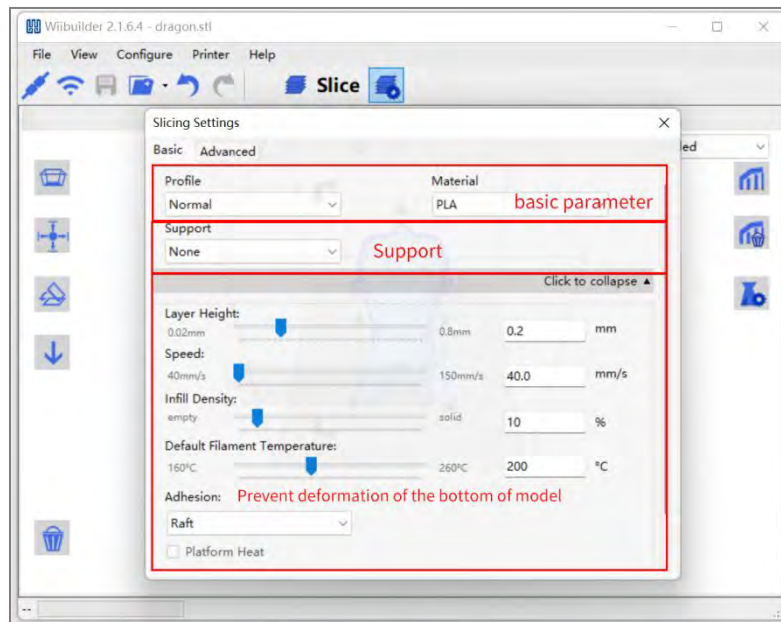 Wiibuilder 2.1.6.4 - dragon.stl
File View Configure Printer Help
Slice
Slicing Settings
Basic Advanced
ed
Profile Material
Normal PLA basic parameter
Support
None Support
Click to collapse ▲
Layer Height:
0.02mm 0.8mm 0.2 mm
Speed:
40mm/s 150mm/s 40.0 mm/s
Infill Density:
empty solid 10 %
Default Filament Temperature:
160°C 260°C 200 °C
Adhesion: Prevent deformation of the bottom of model
Raft
Platform Heat
--